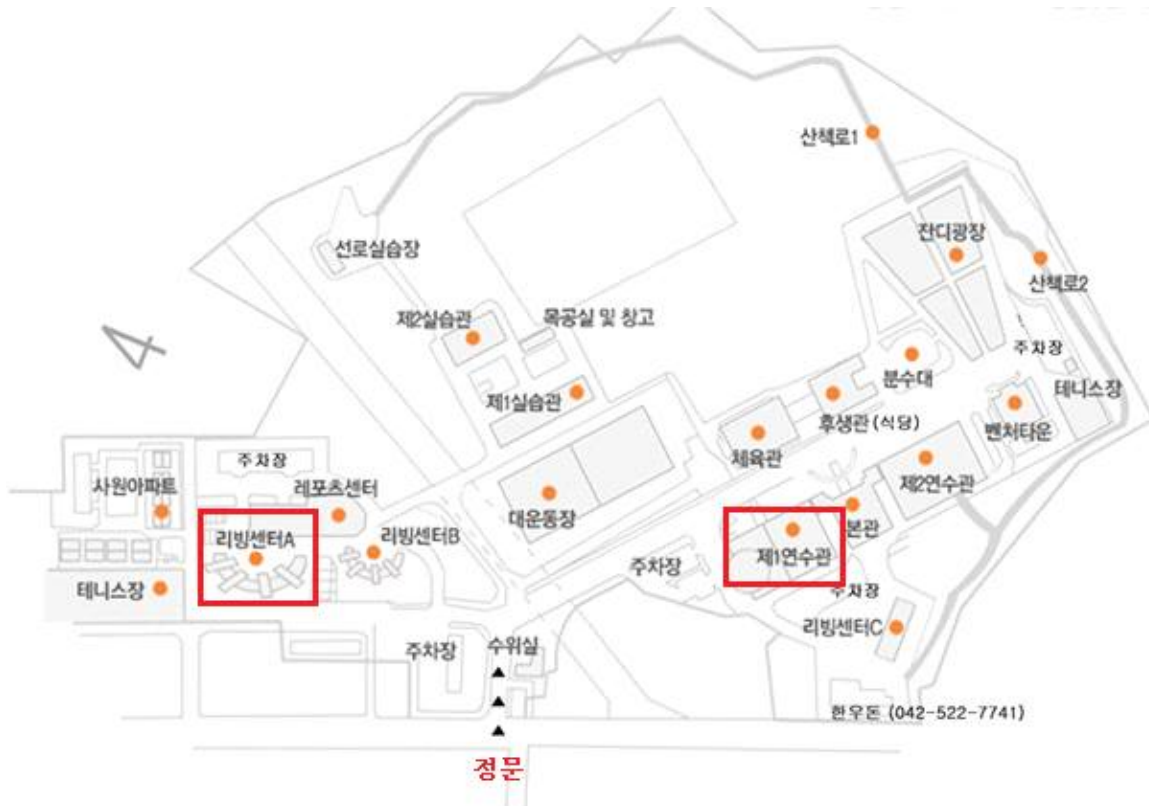 산책로1
잔디광장
선로실습장
산책로2
제2실습관
목공실 및 창고
주차장
분수대
테니스장
제1실습관
후생관(식당)
벤처타운
체육관
주차장
제2연수관
사원아파트
레포츠센터
대운동장
본관
리빙센터A
리빙센터B
제1연수관
주차장
테니스장
주차장
리빙센터C
주차장
수위실
한우돈 (042-522-7741)
정문